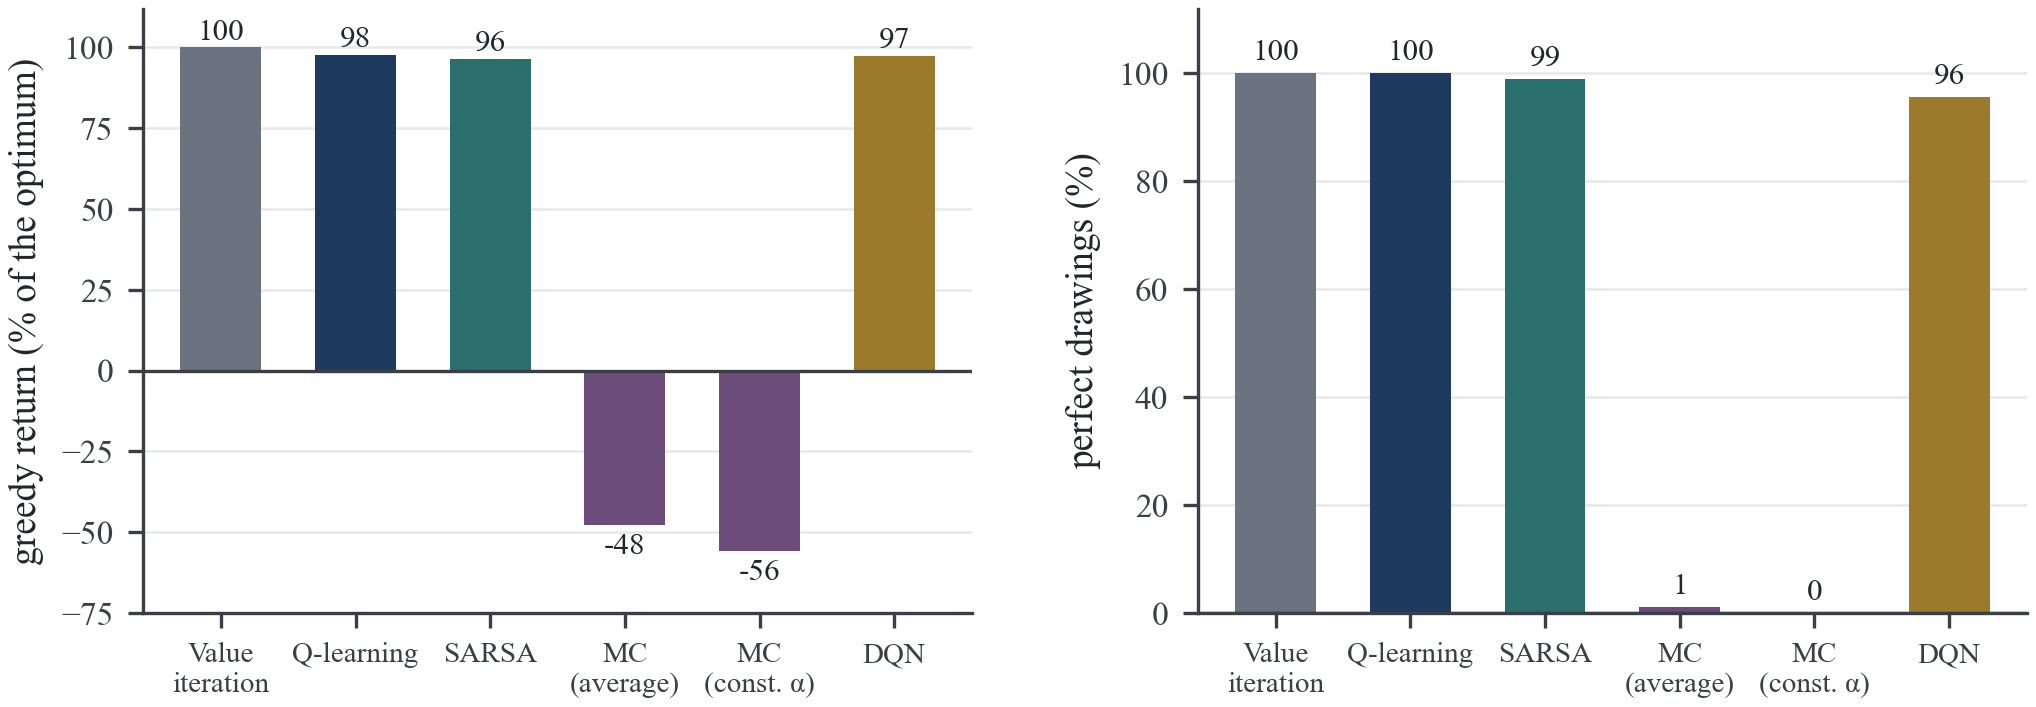 greedy return (% of the optimum)
100
75
50
25
0
−25
−50
−75
100
98
96
-48
-56
97
Value
iteration
Q-learning
SARSA
MC
(average)
MC
(const. α)
DQN
perfect drawings (%)
100
80
60
40
20
0
100
100
99
1
0
96
Value
iteration
Q-learning
SARSA
MC
(average)
MC
(const. α)
DQN